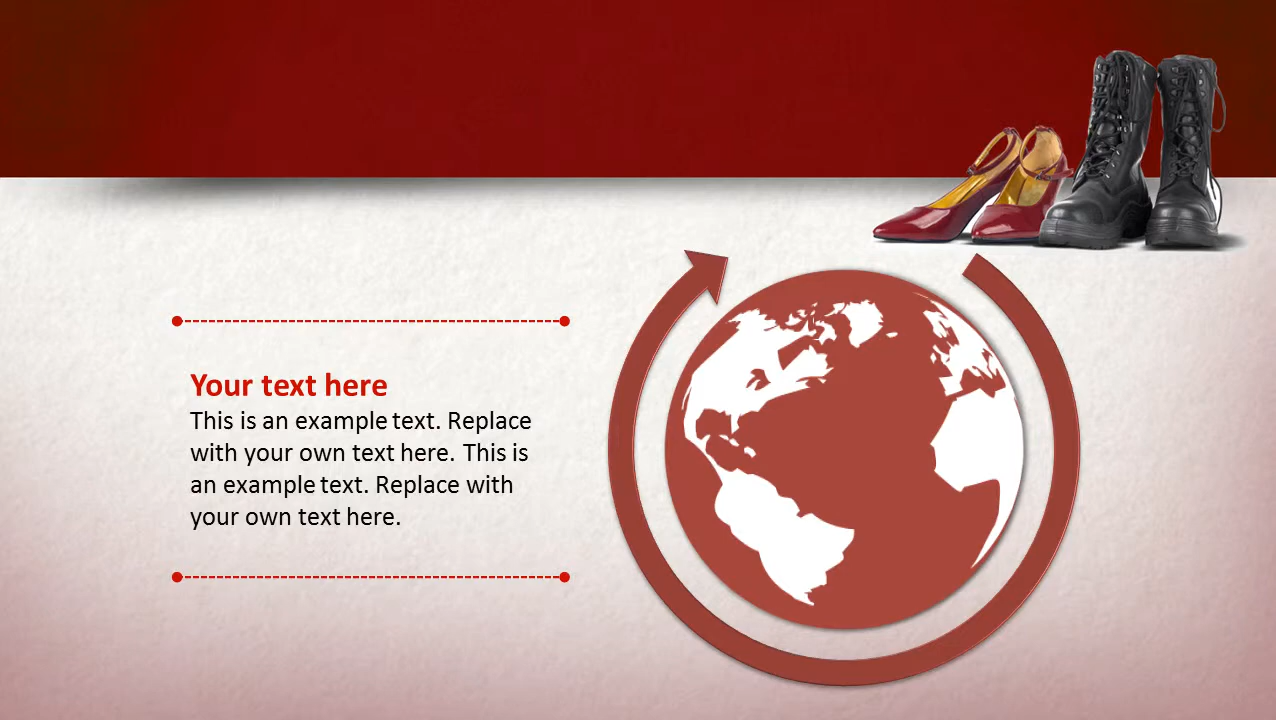 Your text here
This is an example text. Replace
with your own text here. This is
an example text. Replace with
your own text here.